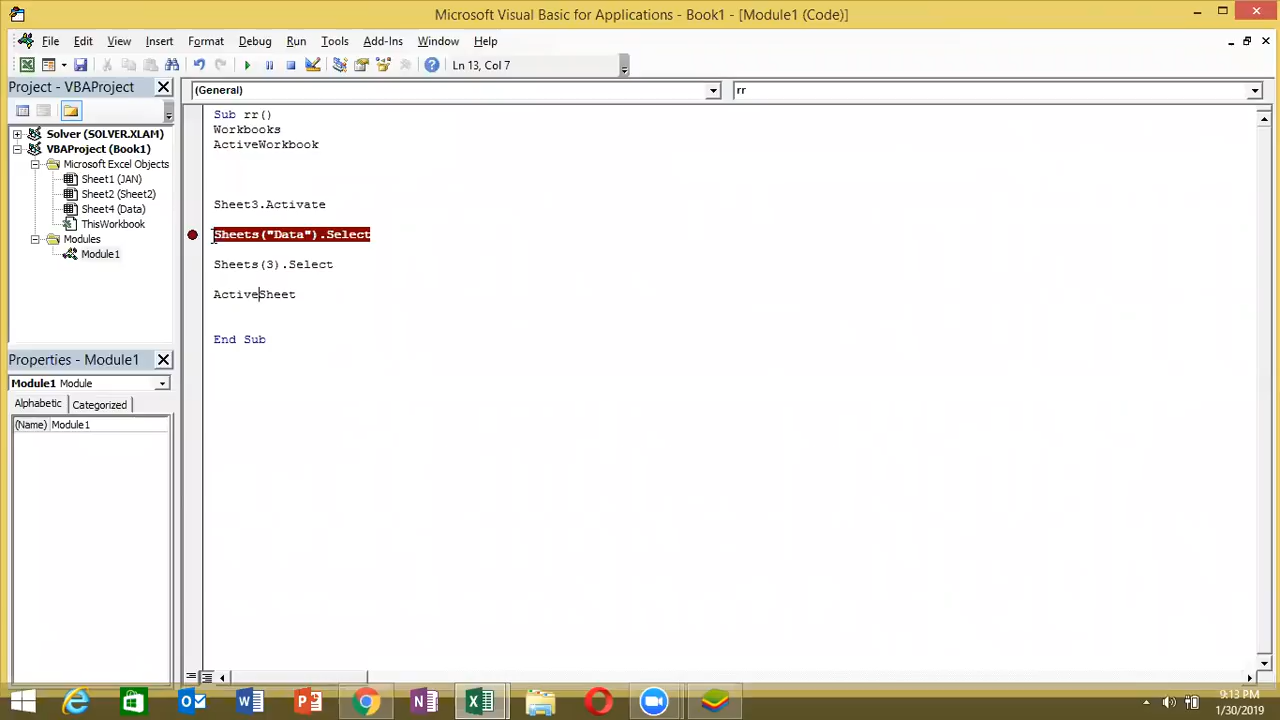 Microsoft Visual Basic for Applications - Book1 - [Module1 (Code)]
File Edit View Insert Format Debug Run Tools Add-Ins Window Help
Ln 13, Col 7
Project - VBAProject
(General)
rr
Solver (SOLVER.XLAM)
VBAProject (Book1)
Microsoft Excel Objects
Sheet1 (JAN)
Sheet2 (Sheet2)
Sheet4 (Data)
ThisWorkbook
Modules
Module1
Sub rr()
Workbooks
ActiveWorkbook
Sheet3.Activate
Sheets("Data").Select
Sheets(3).Select
ActiveSheet
End Sub
Properties - Module1
Module1 Module
Alphabetic Categorized
(Name) Module1
9:13 PM
1/30/2019